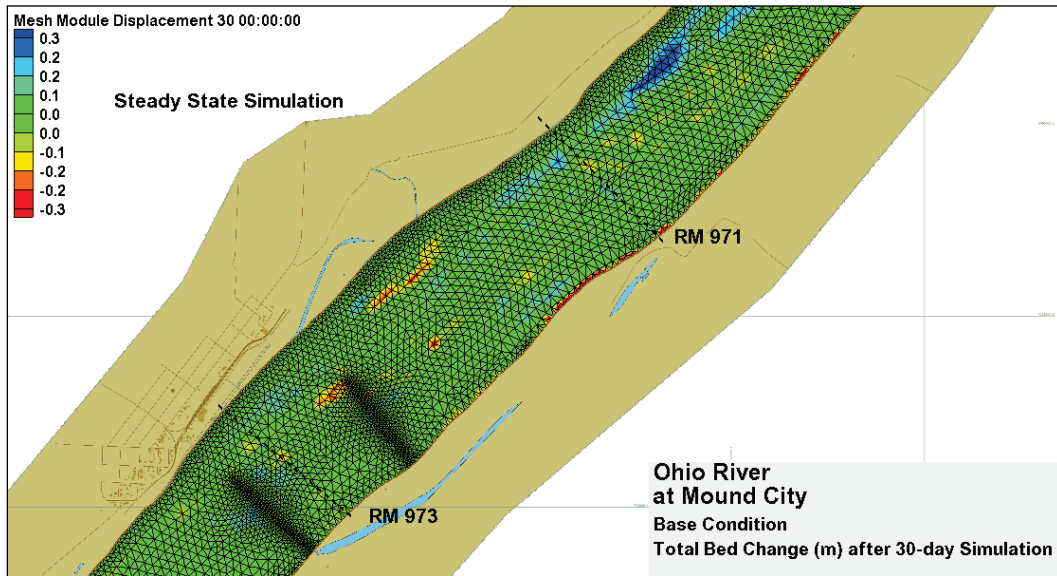 Mesh Module Displacement 30 00:00:00
0.3
0.2
0.2
0.1
0.0
0.0
-0.1
-0.2
-0.2
-0.3
Steady State Simulation
RM 971
RM 973
Ohio River
at Mound City
Base Condition
Total Bed Change (m) after 30-day Simulation